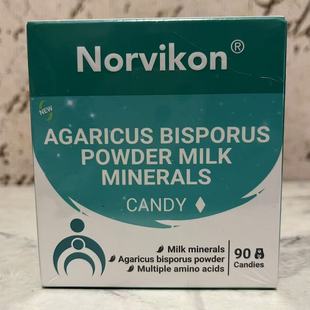 Norvikon®
NEW
AGARICUS BISPORUS
POWDER MILK
MINERALS
CANDY
Milk minerals
Agaricus bisporus powder
Multiple amino acids
90
Candies